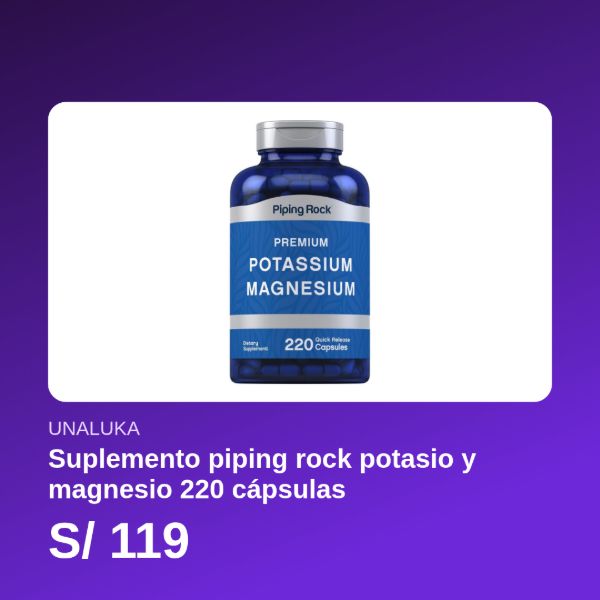 Piping Rock
PREMIUM
POTASSIUM
MAGNESIUM
Dietary
Supplement
220 Quick Release
Capsules
UNALUKA
Suplemento piping rock potasio y
magnesio 220 cápsulas
S/ 119